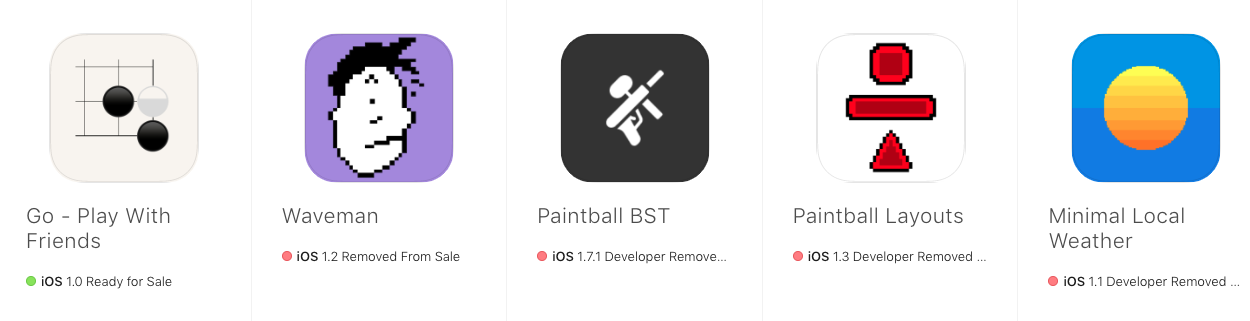 Go - Play With
Friends
iOS 1.0 Ready for Sale
Waveman
iOS 1.2 Removed From Sale
Paintball BST
iOS 1.7.1 Developer Remove...
Paintball Layouts
iOS 1.3 Developer Removed ...
Minimal Local
Weather
iOS 1.1 Developer Removed ...